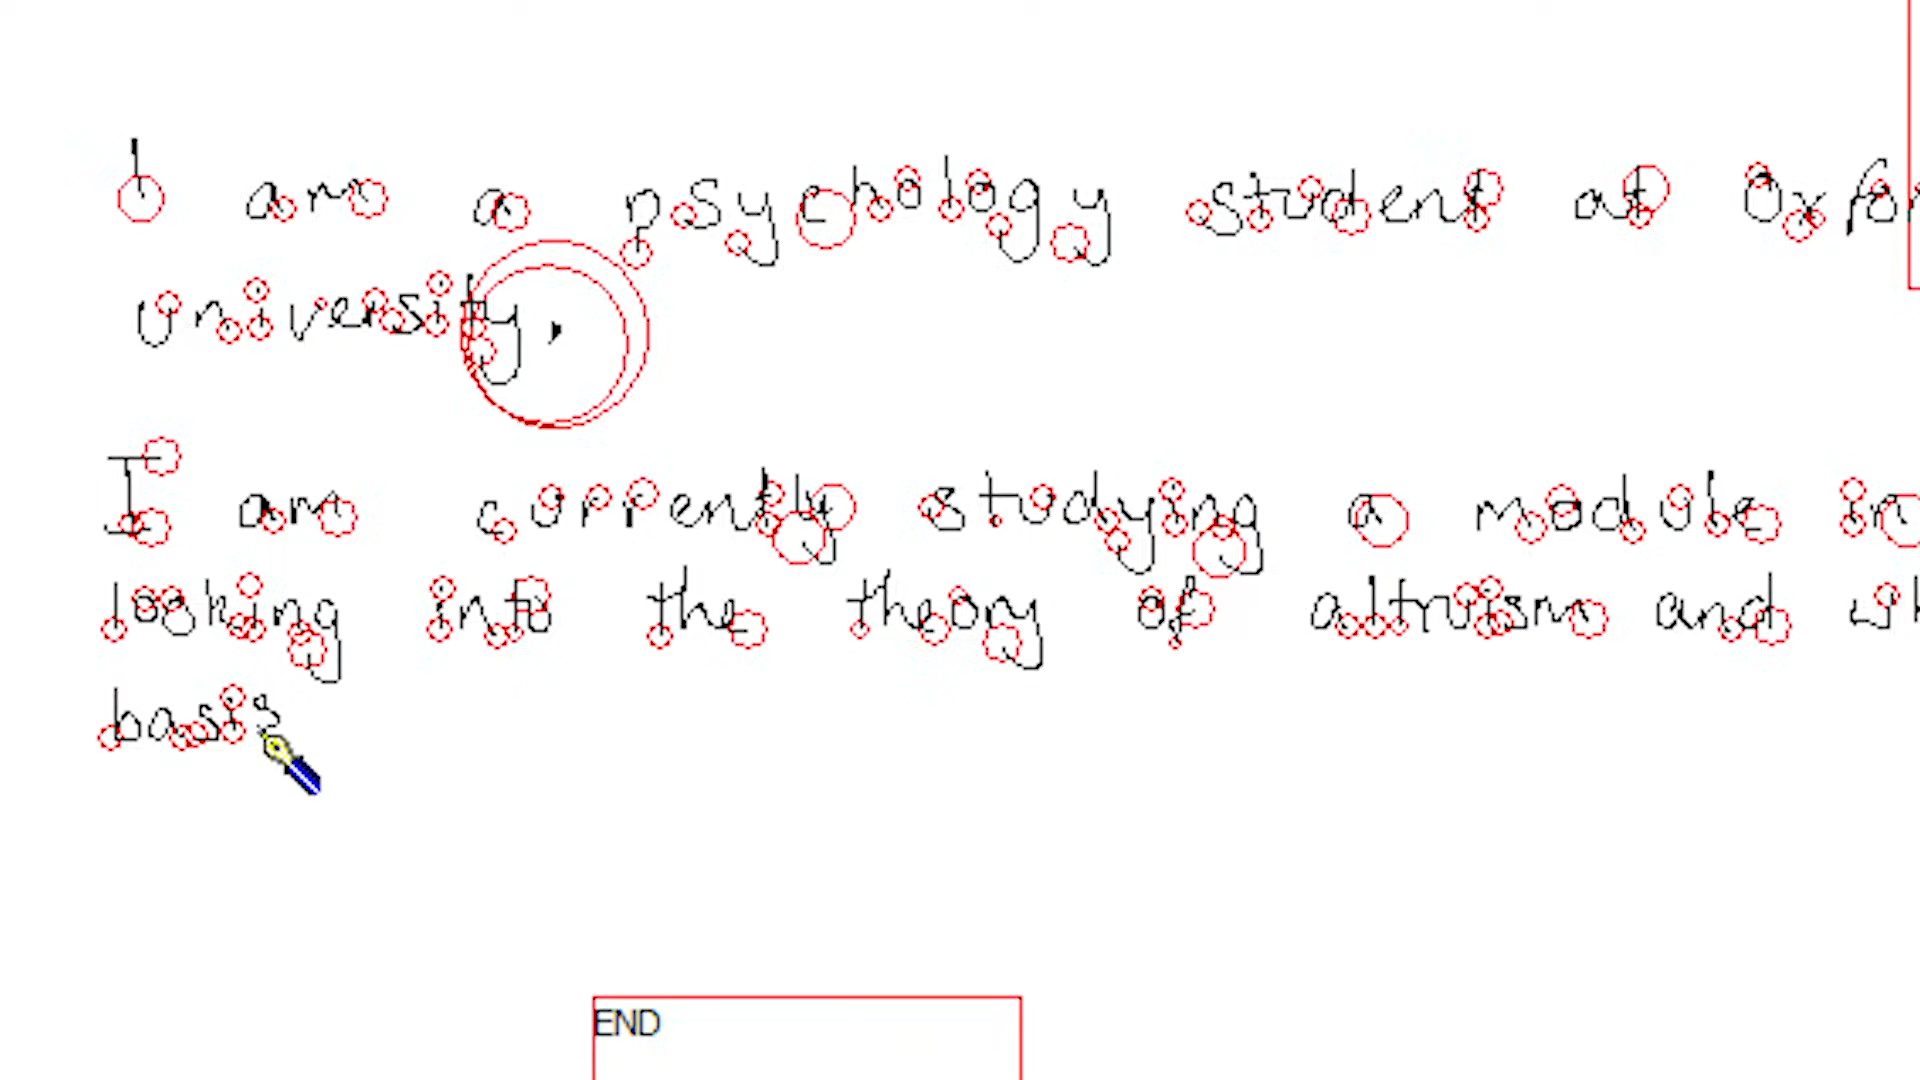 I am a psychology student at Oxfor
University.
I am currently studying a module in
looking into the theory of altruism and wh
basis
END